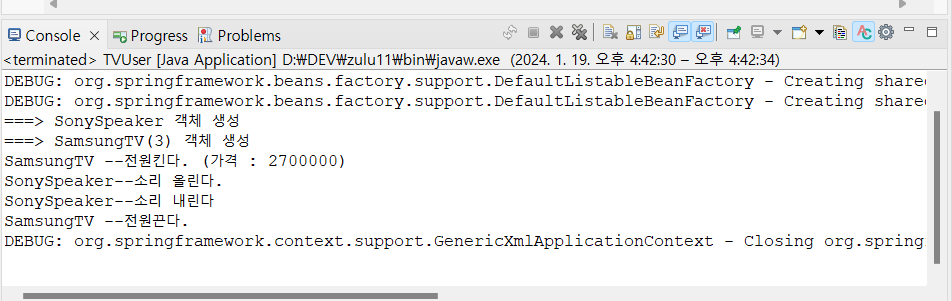 Console Progress Problems
<terminated> TVUser [Java Application] D:₩DEV₩zulu11₩bin₩javaw.exe (2024. 1. 19. 오후 4:42:30 – 오후 4:42:34)
DEBUG: org.springframework.beans.factory.support.DefaultListableBeanFactory - Creating share
DEBUG: org.springframework.beans.factory.support.DefaultListableBeanFactory - Creating share
===> SonySpeaker 객체 생성
===> SamsungTV(3) 객체 생성
SamsungTV --전원킨다. (가격 : 2700000)
SonySpeaker--소리 올린다.
SonySpeaker--소리 내린다
SamsungTV --전원끈다.
DEBUG: org.springframework.context.support.GenericXmlApplicationContext - Closing org.spring